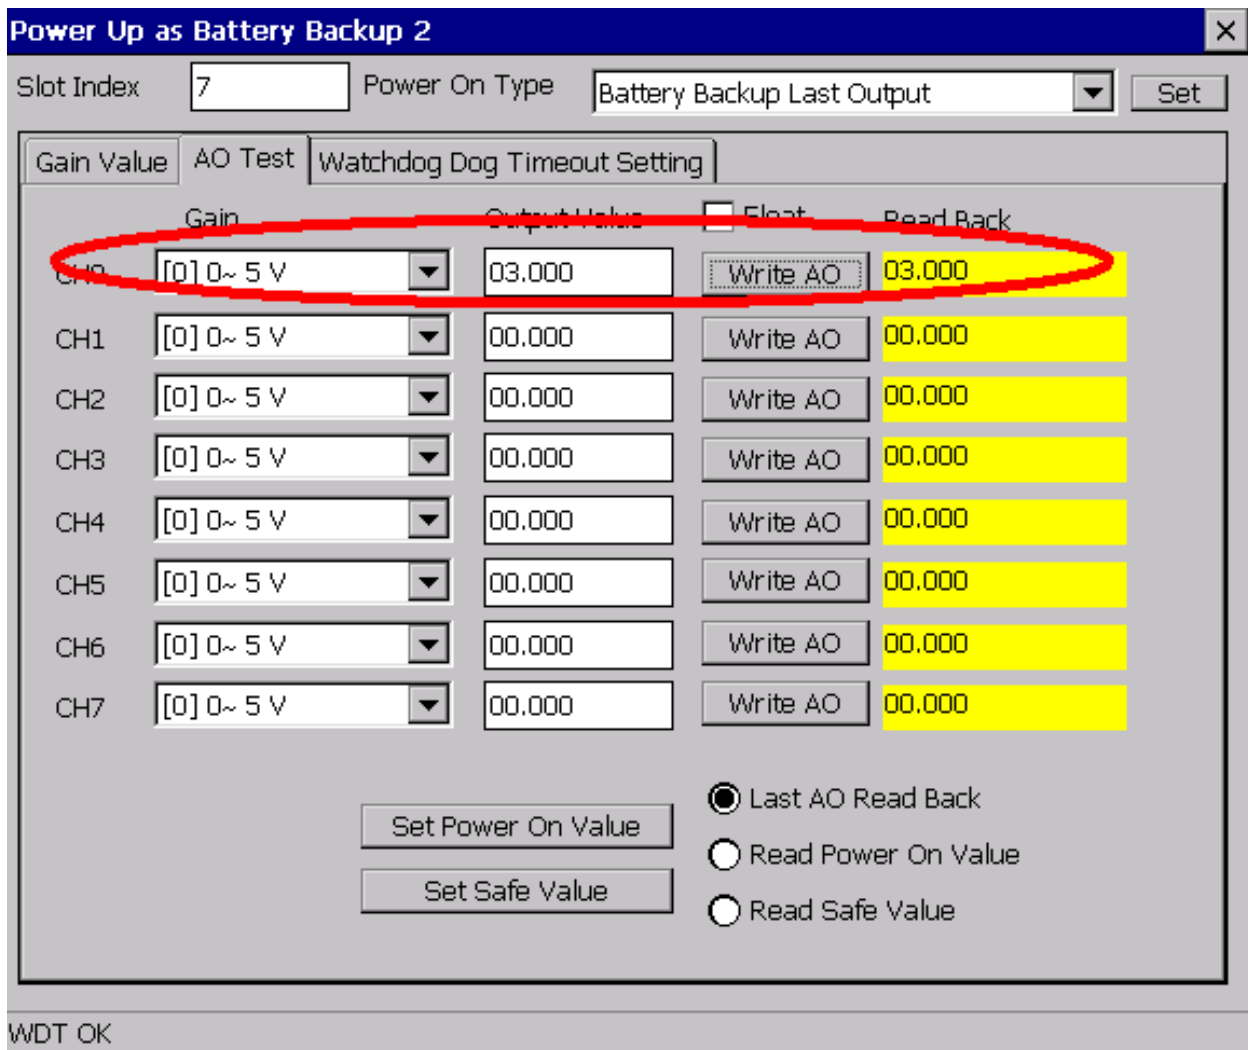 Power Up as Battery Backup 2
Slot Index 7 Power On Type Battery Backup Last Output Set
Gain Value AO Test Watchdog Dog Timeout Setting
Gain Output Value Float Read Back
CH0 [0] 0~ 5 V 03.000 Write AO 03.000
CH1 [0] 0~ 5 V 00.000 Write AO 00.000
CH2 [0] 0~ 5 V 00.000 Write AO 00.000
CH3 [0] 0~ 5 V 00.000 Write AO 00.000
CH4 [0] 0~ 5 V 00.000 Write AO 00.000
CH5 [0] 0~ 5 V 00.000 Write AO 00.000
CH6 [0] 0~ 5 V 00.000 Write AO 00.000
CH7 [0] 0~ 5 V 00.000 Write AO 00.000
Last AO Read Back
Set Power On Value
Read Power On Value
Set Safe Value
Read Safe Value
WDT OK